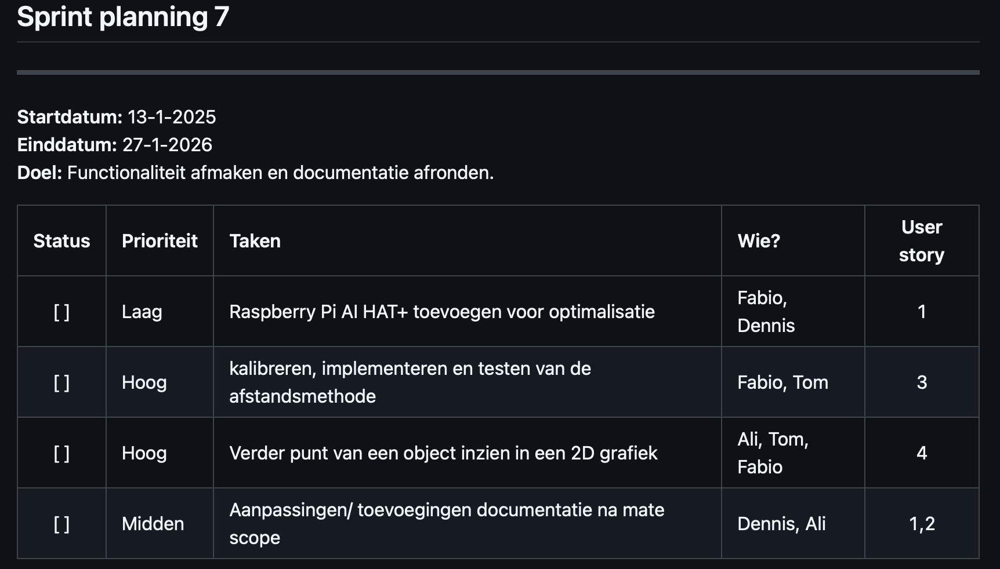 Sprint planning 7
Startdatum: 13-1-2025
Einddatum: 27-1-2026
Doel: Functionaliteit afmaken en documentatie afronden.
Status Prioriteit Taken Wie? User
story
[ ] Laag Raspberry Pi AI HAT+ toevoegen voor optimalisatie Fabio,
Dennis 1
[ ] Hoog kalibreren, implementeren en testen van de
afstandsmethode Fabio, Tom 3
[ ] Hoog Verder punt van een object inzien in een 2D grafiek Ali, Tom,
Fabio 4
[ ] Midden Aanpassingen/ toevoegingen documentatie na mate
scope Dennis, Ali 1,2